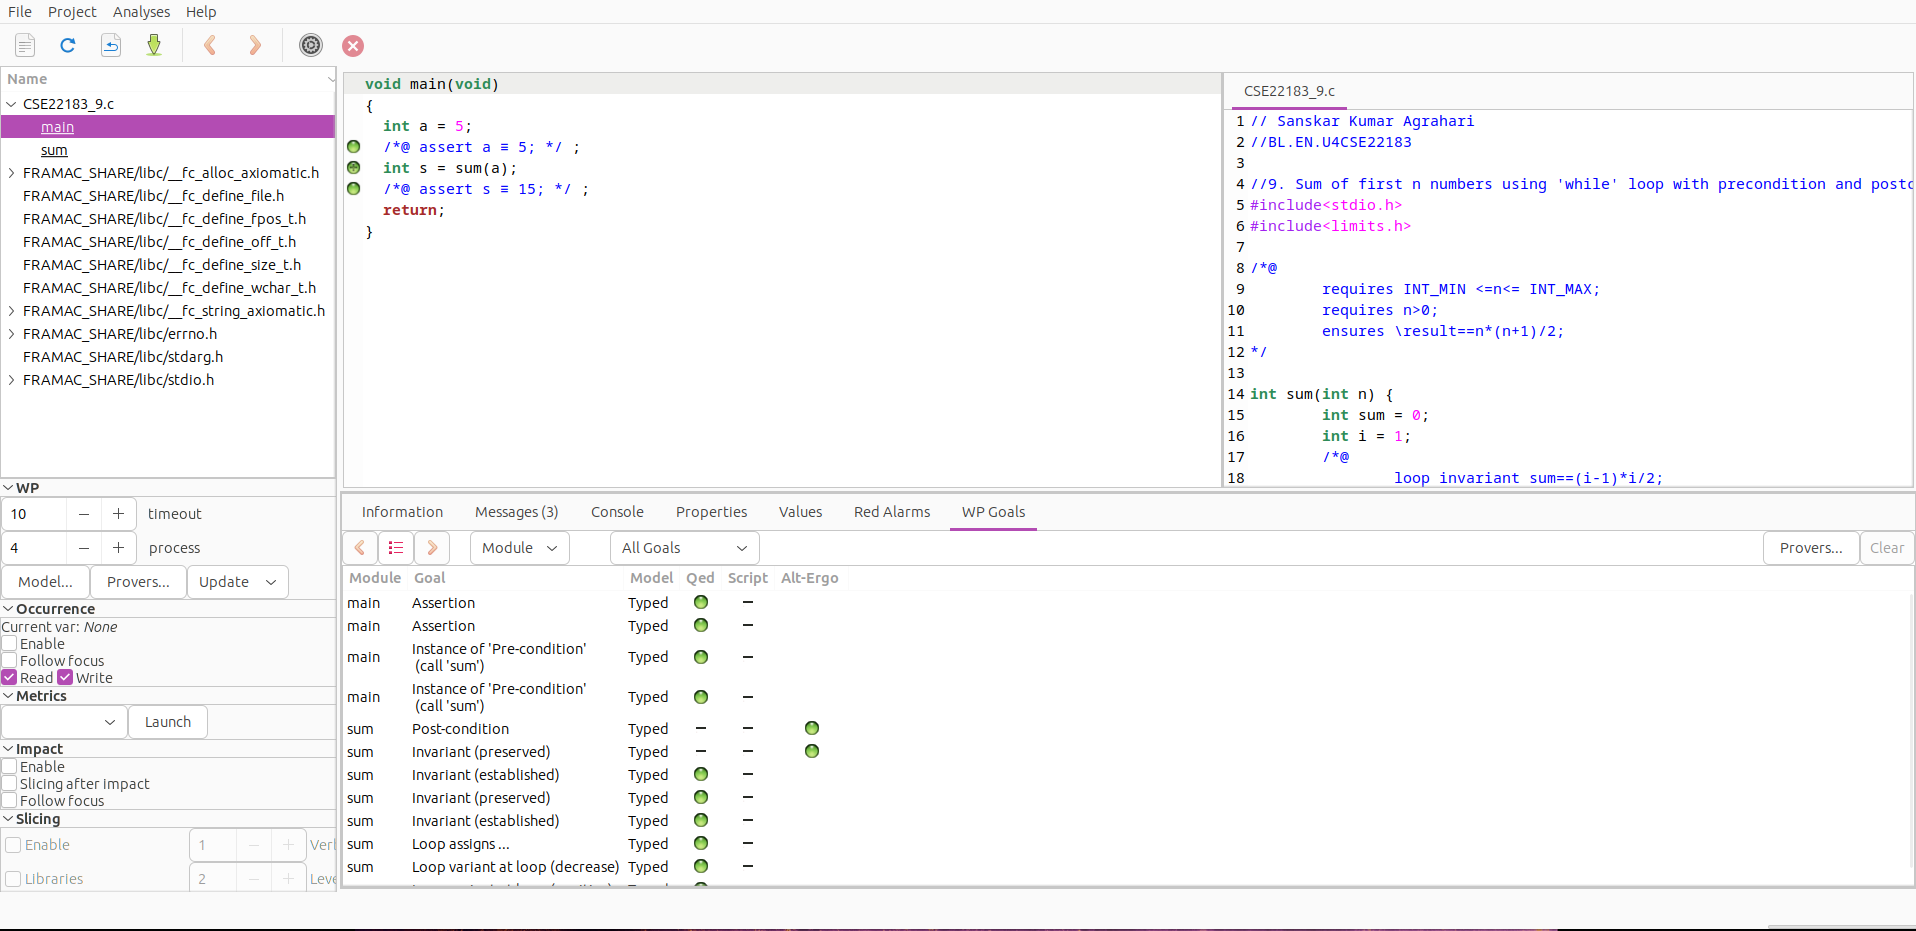 File Project Analyses Help
Name
CSE22183_9.c
main
sum
FRAMAC_SHARE/libc/__fc_alloc_axiomatic.h
FRAMAC_SHARE/libc/__fc_define_file.h
FRAMAC_SHARE/libc/__fc_define_fpos_t.h
FRAMAC_SHARE/libc/__fc_define_off_t.h
FRAMAC_SHARE/libc/__fc_define_size_t.h
FRAMAC_SHARE/libc/__fc_define_wchar_t.h
FRAMAC_SHARE/libc/__fc_string_axiomatic.h
FRAMAC_SHARE/libc/errno.h
FRAMAC_SHARE/libc/stdarg.h
FRAMAC_SHARE/libc/stdio.h
WP
10 − + timeout
4 − + process
Model... Provers... Update
Occurrence
Current var: None
Enable
Follow focus
Read Write
Metrics
Launch
Impact
Enable
Slicing after impact
Follow focus
Slicing
Enable 1 − + Verl
Libraries 2 − + Leve
void main(void)
{
int a = 5;
/*@ assert a ≡ 5; */ ;
int s = sum(a);
/*@ assert s ≡ 15; */ ;
return;
}
CSE22183_9.c
1 // Sanskar Kumar Agrahari
2 //BL.EN.U4CSE22183
3
4 //9. Sum of first n numbers using 'while' loop with precondition and postc
5 #include<stdio.h>
6 #include<limits.h>
7
8 /*@
9 requires INT_MIN <=n<= INT_MAX;
10 requires n>0;
11 ensures \result==n*(n+1)/2;
12 */
13
14 int sum(int n) {
15 int sum = 0;
16 int i = 1;
17 /*@
18 loop invariant sum==(i-1)*i/2;
Information Messages (3) Console Properties Values Red Alarms WP Goals
Module All Goals Provers... Clear
Module Goal Model Qed Script Alt-Ergo
main Assertion Typed −
main Assertion Typed −
main Instance of 'Pre-condition' Typed −
(call 'sum')
main Instance of 'Pre-condition' Typed −
(call 'sum')
sum Post-condition Typed − −
sum Invariant (preserved) Typed − −
sum Invariant (established) Typed −
sum Invariant (preserved) Typed −
sum Invariant (established) Typed −
sum Loop assigns ... Typed −
sum Loop variant at loop (decrease) Typed −